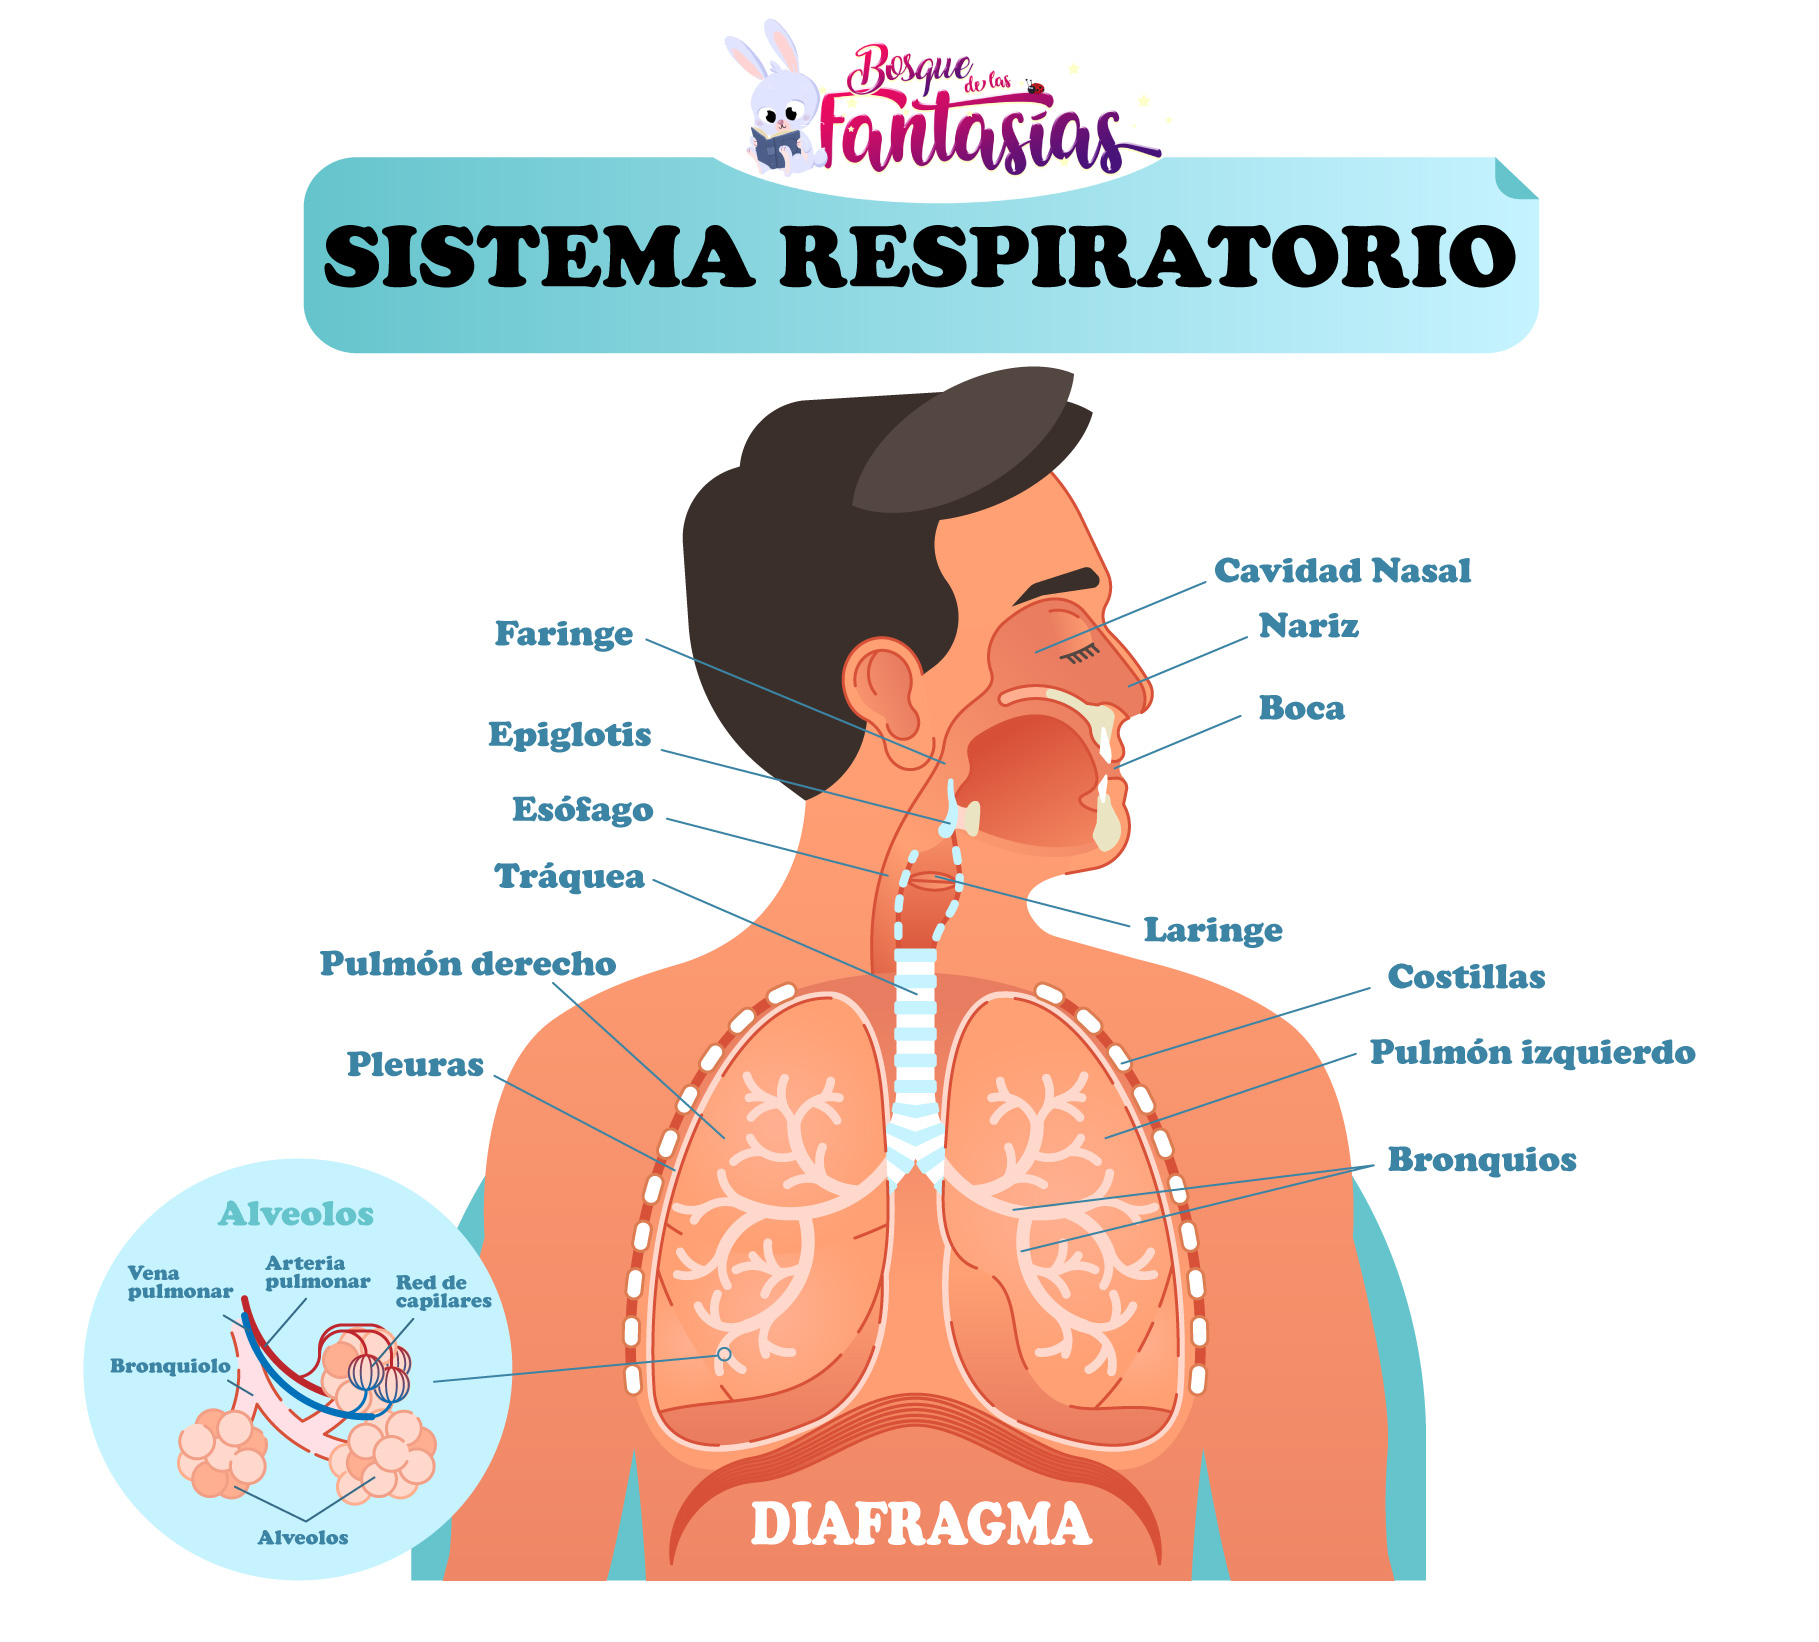 Bosque
de las
Fantasías
SISTEMA RESPIRATORIO
Cavidad Nasal
Nariz
Boca
Faringe
Epiglotis
Esófago
Tráquea
Laringe
Pulmón derecho
Costillas
Pulmón izquierdo
Pleuras
Bronquios
Alveolos
Vena
pulmonar
Arteria
pulmonar
Red de
capilares
Bronquiolo
Alveolos
DIAFRAGMA